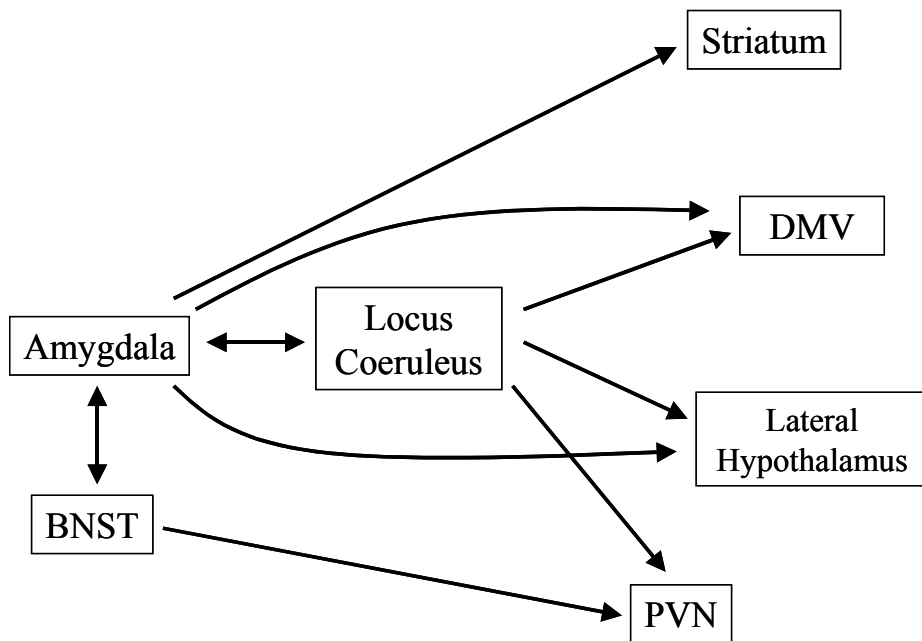 Striatum
DMV
Locus
Coeruleus
Amygdala
Lateral
Hypothalamus
BNST
PVN